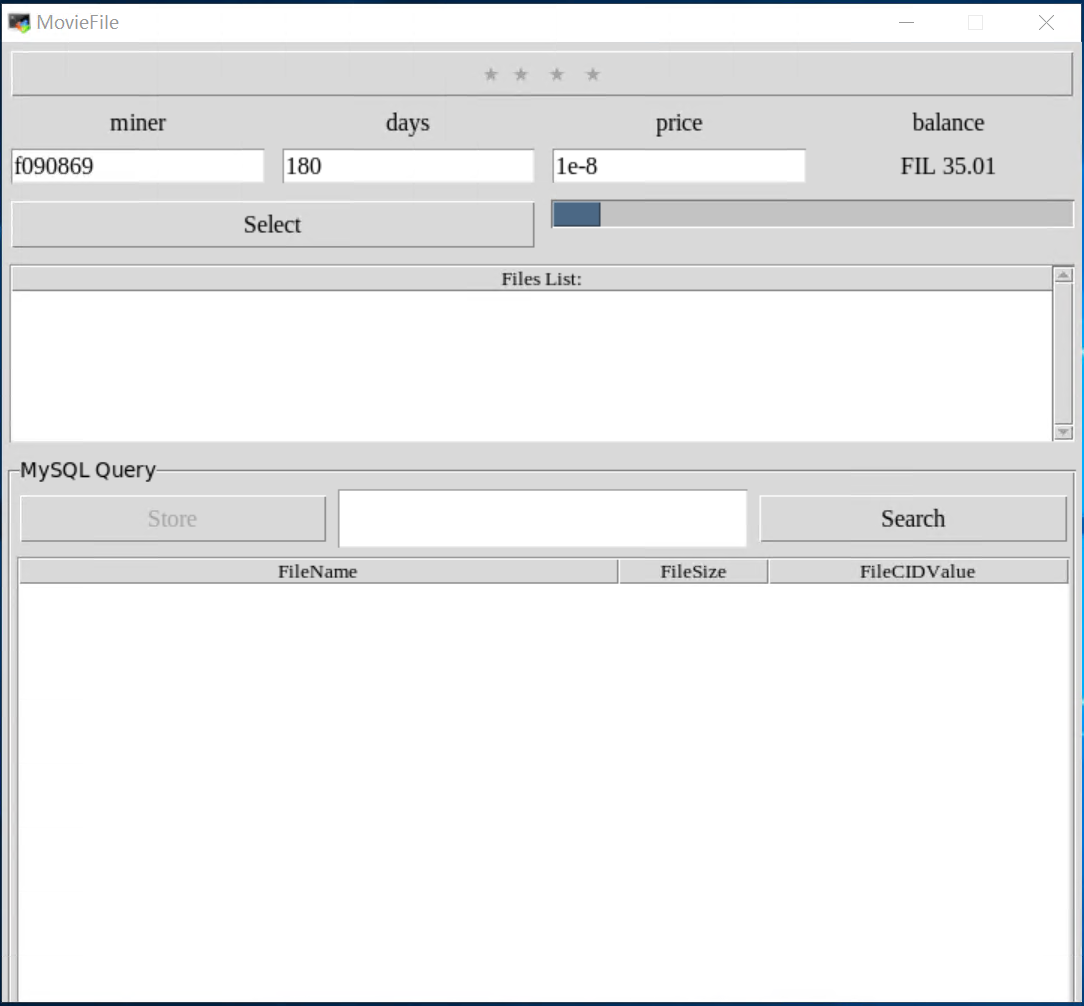 MovieFile
★ ★ ★ ★
miner days price balance
f090869 180 1e-8 FIL 35.01
Select
Files List:
MySQL Query
Store Search
FileName FileSize FileCIDValue